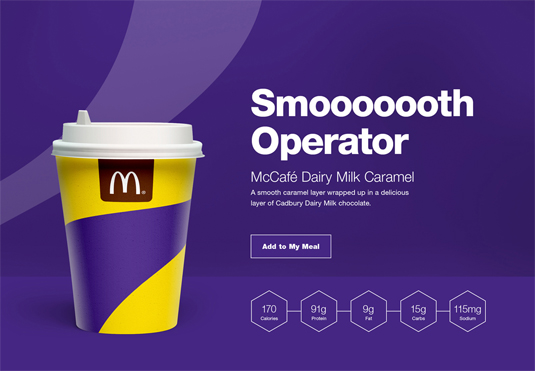 Smooooooth
Operator
McCafé Dairy Milk Caramel
A smooth caramel layer wrapped up in a delicious
layer of Cadbury Dairy Milk chocolate.
Add to My Meal
170
Calories
91g
Protein
9g
Fat
15g
Carbs
115mg
Sodium